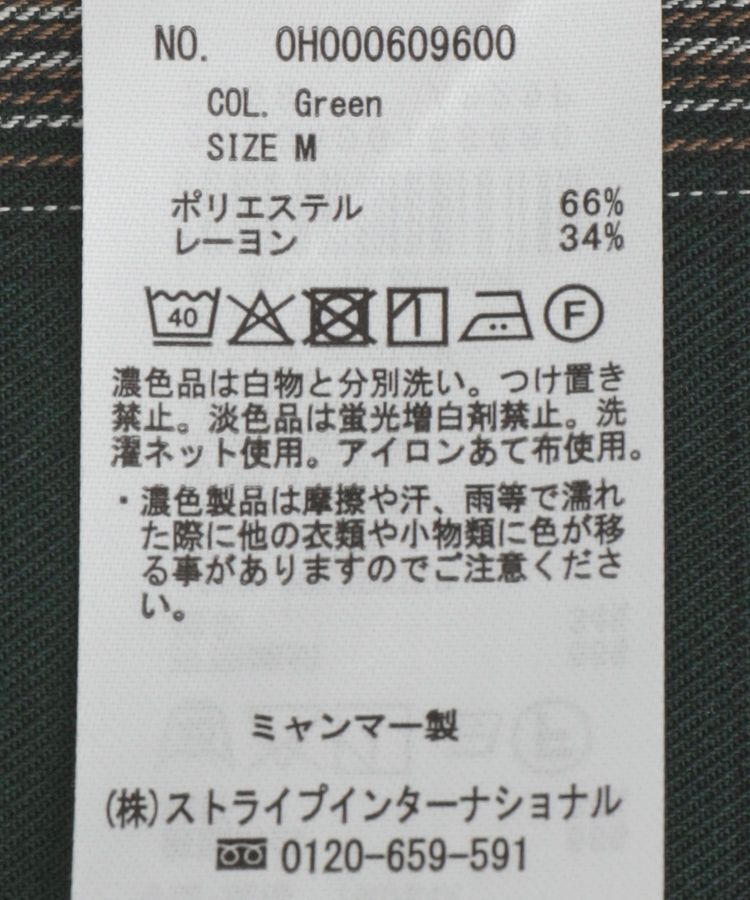 NO. OH000609600
COL. Green
SIZE M
ポリエステル 66%
レーヨン 34%
40 F
濃色品は白物と分別洗い。つけ置き
禁止。淡色品は蛍光増白剤禁止。洗
濯ネット使用。アイロンあて布使用。
・濃色製品は摩擦や汗、雨等で濡れ
た際に他の衣類や小物類に色が移
る事がありますのでご注意くださ
い。
ミャンマー製
(株)ストライプインターナショナル
0120-659-591